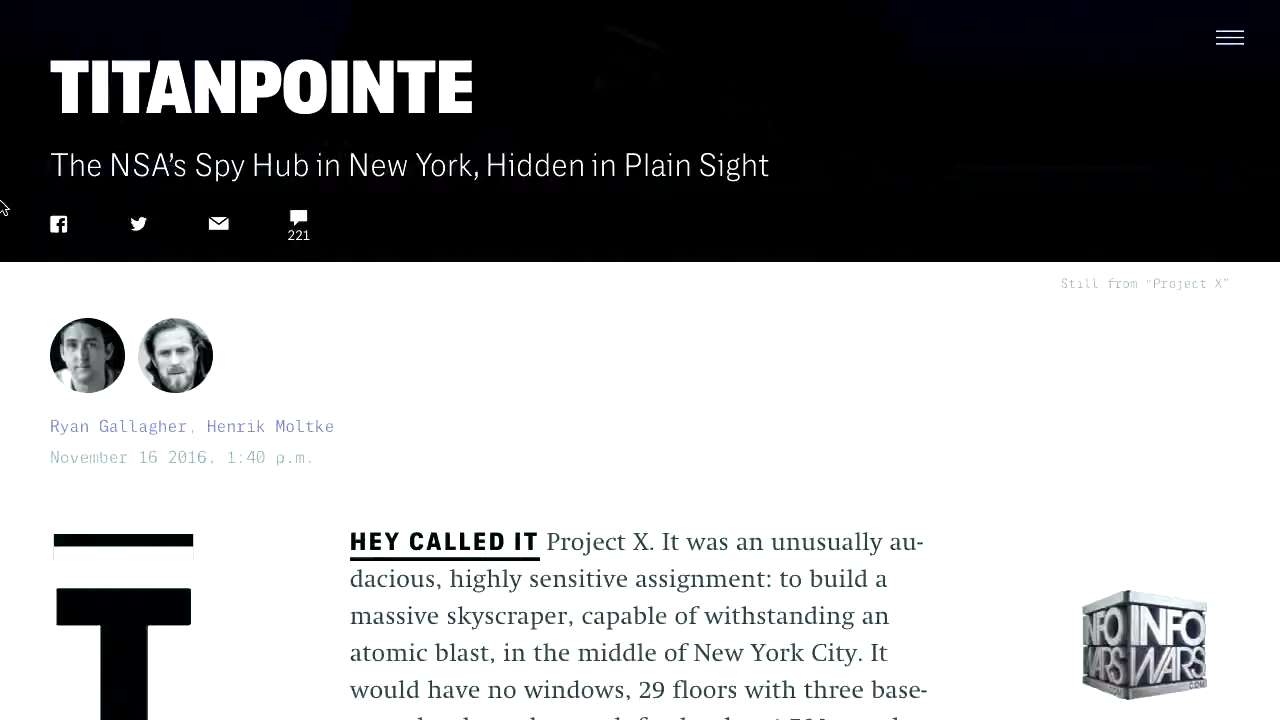 TITANPOINTE
The NSA's Spy Hub in New York, Hidden in Plain Sight
221
Still from "Project X"
Ryan Gallagher, Henrik Moltke
November 16 2016, 1:40 p.m.
T
HEY CALLED IT Project X. It was an unusually au-
dacious, highly sensitive assignment: to build a
massive skyscraper, capable of withstanding an
atomic blast, in the middle of New York City. It
would have no windows, 29 floors with three base-
INFO INFO
WARS WARS
.COM